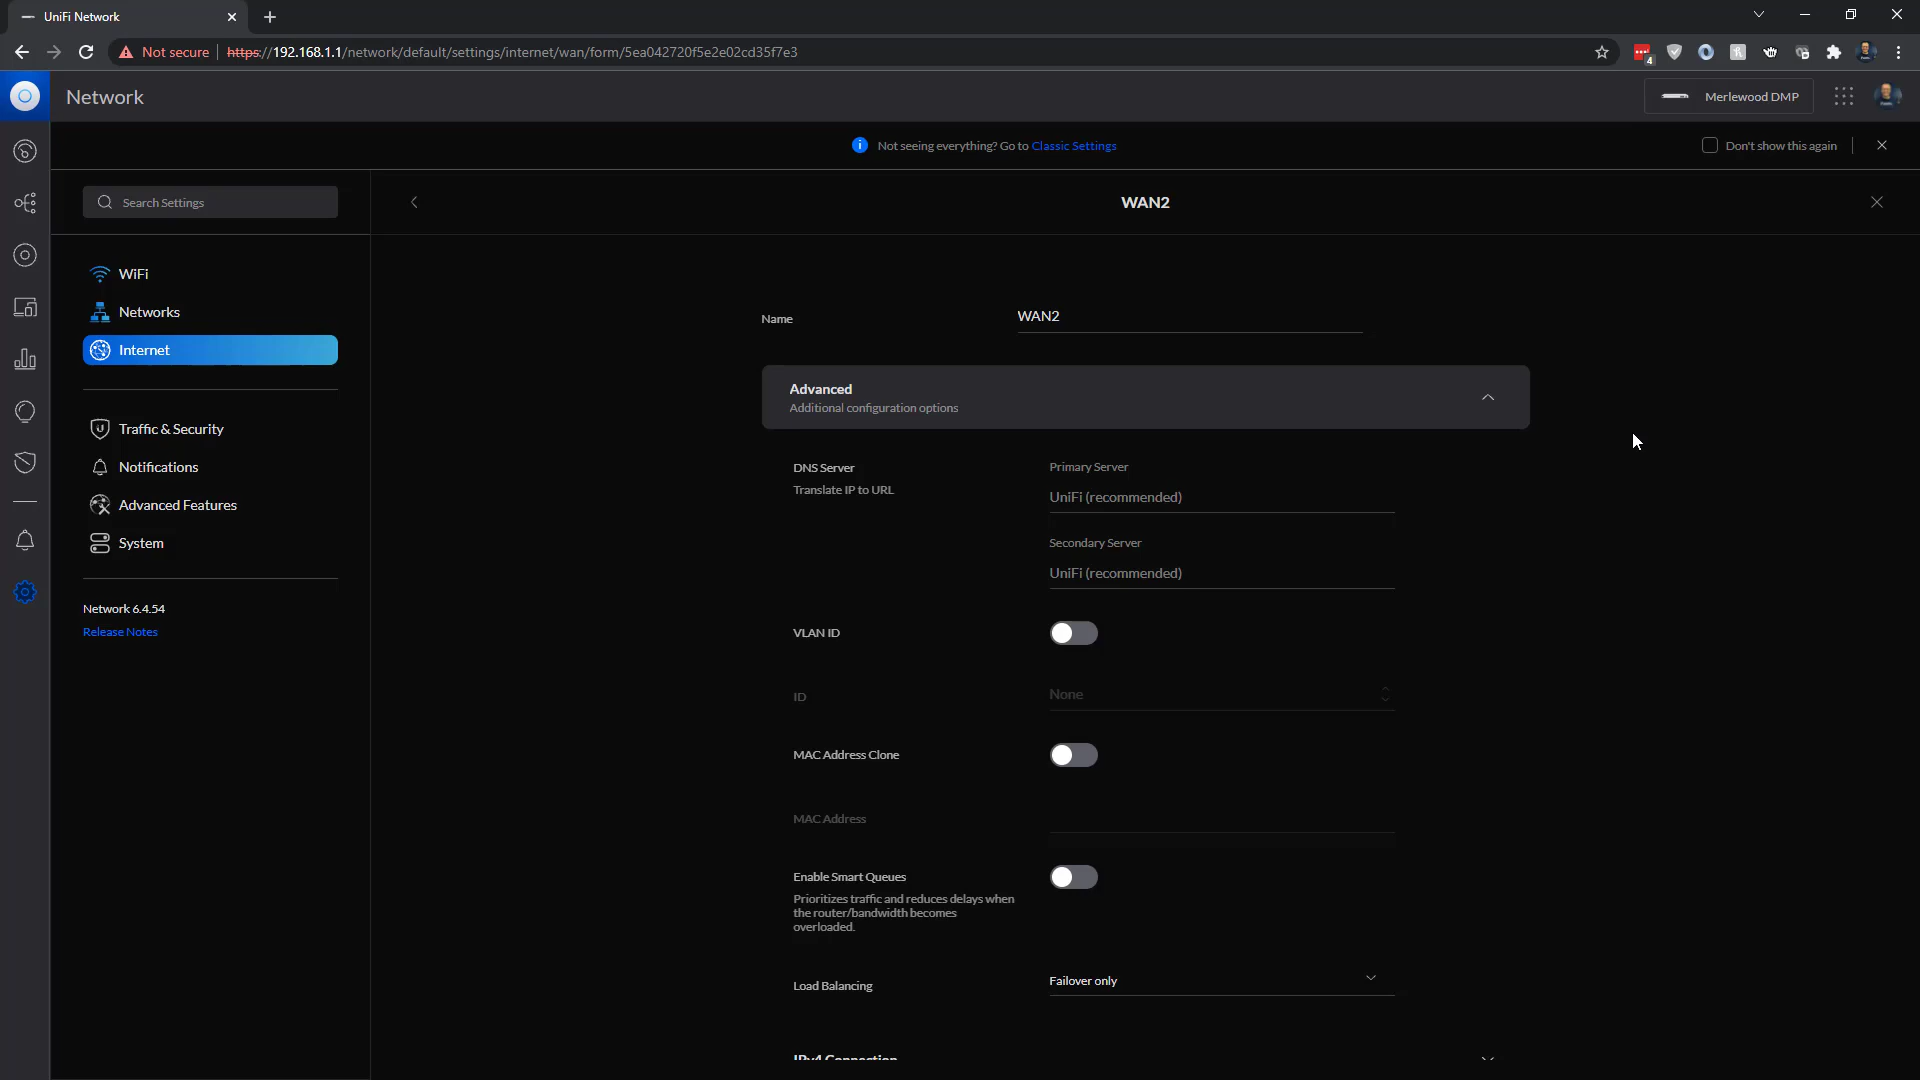 UniFi Network
Not secure
https://192.168.1.1/network/default/settings/internet/wan/form/5ea042720f5e2e02cd35f7e3
4
Network
Merlewood DMP
Not seeing everything? Go to Classic Settings
Don't show this again
Search Settings
WAN2
WiFi
Networks
Internet
Traffic & Security
Notifications
Advanced Features
System
Network 6.4.54
Release Notes
Name
WAN2
Advanced
Additional configuration options
DNS Server
Translate IP to URL
Primary Server
UniFi (recommended)
Secondary Server
UniFi (recommended)
VLAN ID
ID
None
MAC Address Clone
MAC Address
Enable Smart Queues
Prioritizes traffic and reduces delays when
the router/bandwidth becomes
overloaded.
Load Balancing
Failover only
IPv4 Connection